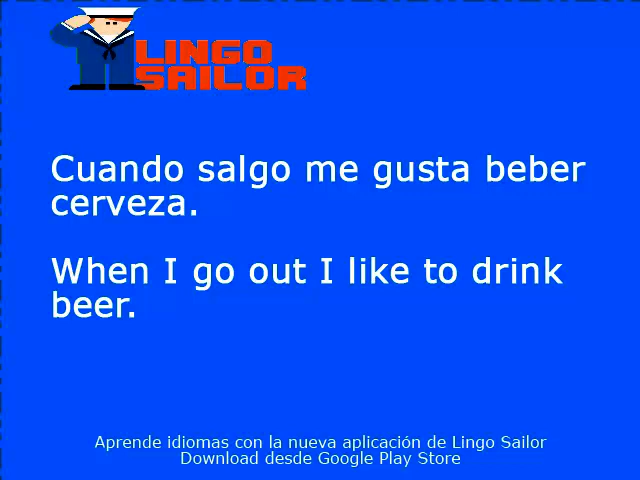 LINGO
SAILOR
Cuando salgo me gusta beber
cerveza.
When I go out I like to drink
beer.
Aprende idiomas con la nueva aplicación de Lingo Sailor
Download desde Google Play Store